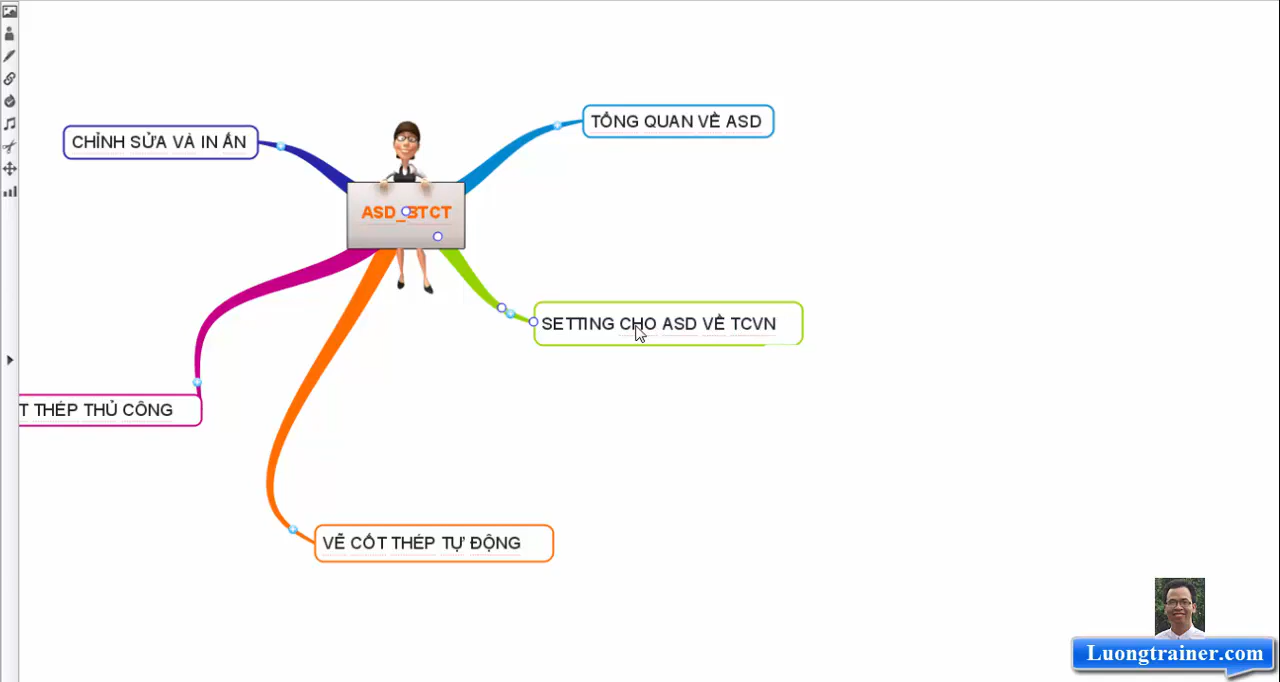 TỔNG QUAN VỀ ASD
CHỈNH SỬA VÀ IN ẤN
ASD_BTCT
SETTING CHO ASD VỀ TCVN
T THÉP THỦ CÔNG
VẼ CỐT THÉP TỰ ĐỘNG
Luongtrainer.com